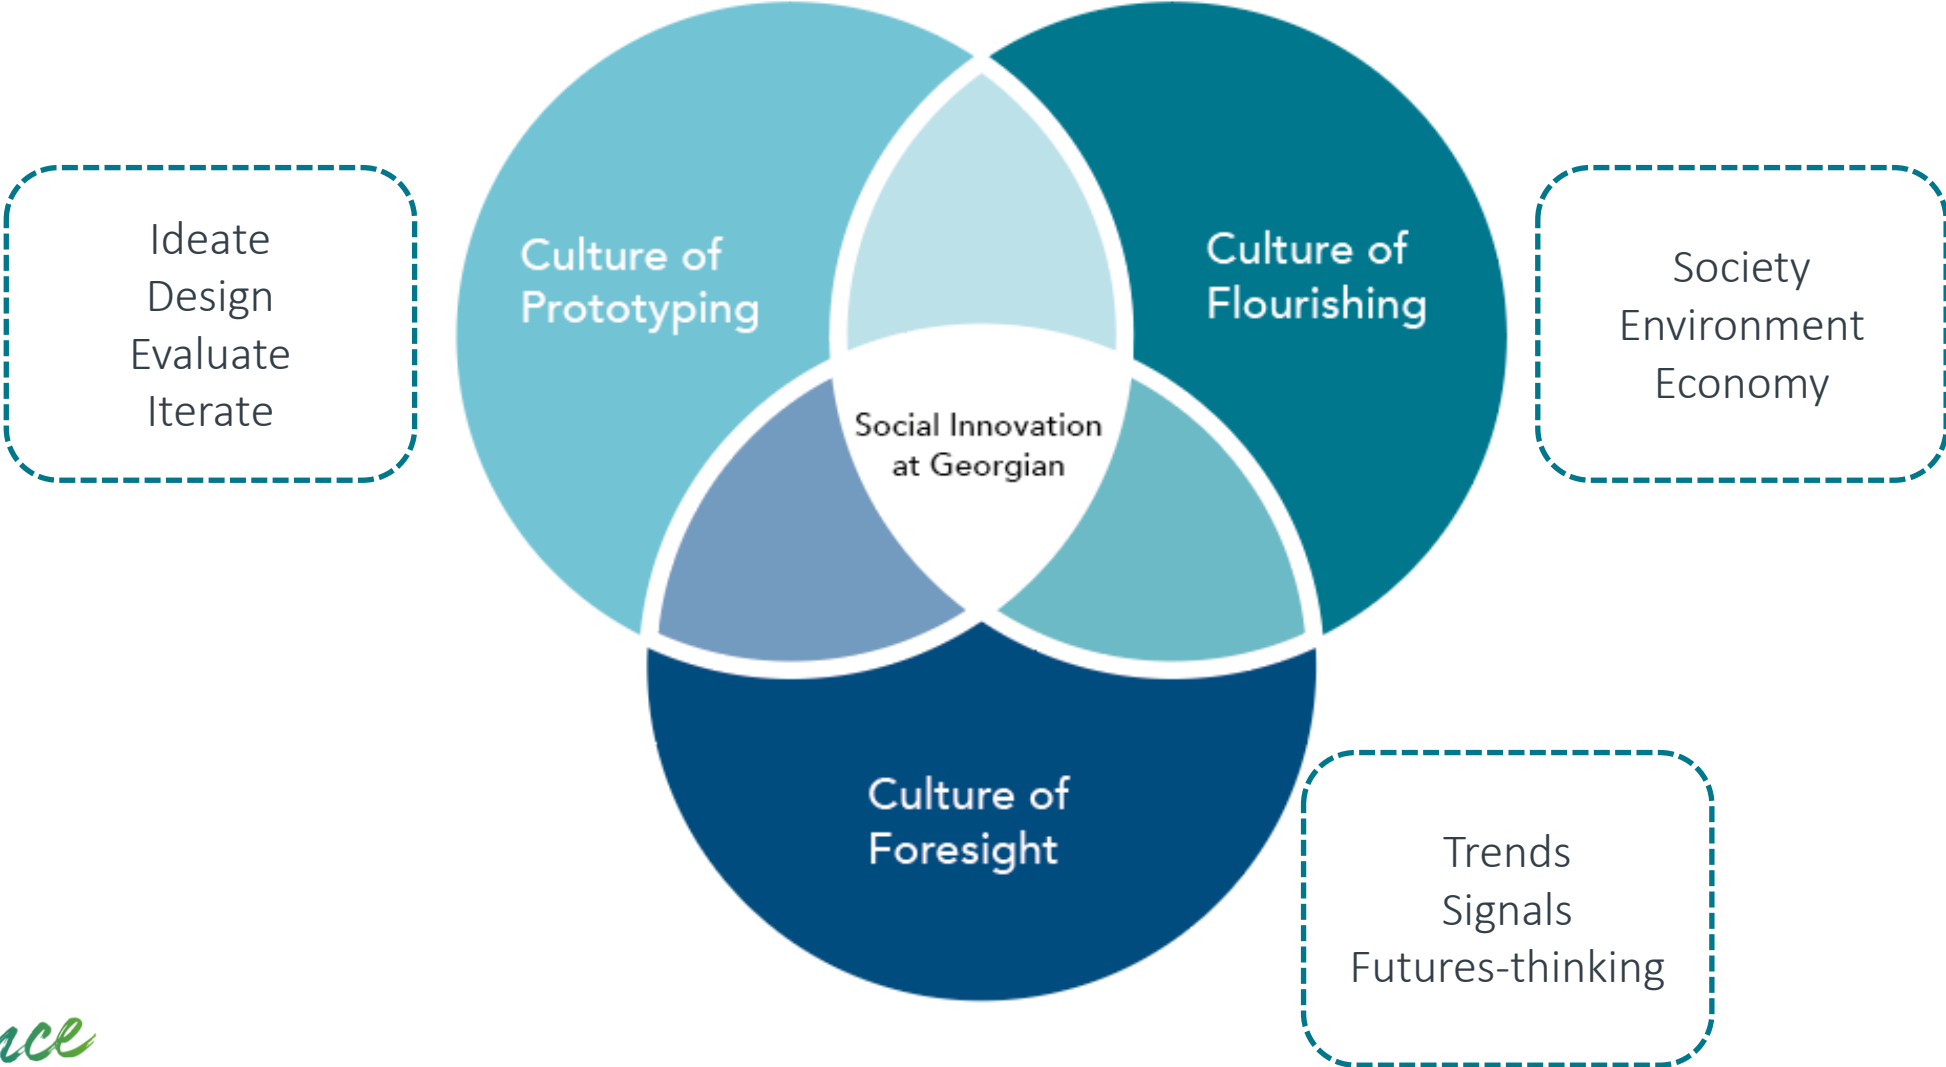 Ideate
Design
Evaluate
Iterate
Culture of
Prototyping
Culture of
Flourishing
Society
Environment
Economy
Social Innovation
at Georgian
Culture of
Foresight
Trends
Signals
Futures-thinking